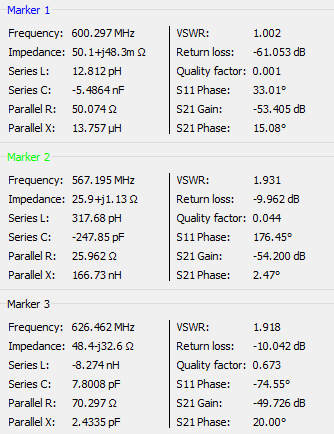 Marker 1
Frequency: 600.297 MHz VSWR: 1.002
Impedance: 50.1+j48.3m Ω Return loss: -61.053 dB
Series L: 12.812 pH Quality factor: 0.001
Series C: -5.4864 nF S11 Phase: 33.01°
Parallel R: 50.074 Ω S21 Gain: -53.405 dB
Parallel X: 13.757 µH S21 Phase: 15.08°
Marker 2
Frequency: 567.195 MHz VSWR: 1.931
Impedance: 25.9+j1.13 Ω Return loss: -9.962 dB
Series L: 317.68 pH Quality factor: 0.044
Series C: -247.85 pF S11 Phase: 176.45°
Parallel R: 25.962 Ω S21 Gain: -54.200 dB
Parallel X: 166.73 nH S21 Phase: 2.47°
Marker 3
Frequency: 626.462 MHz VSWR: 1.918
Impedance: 48.4-j32.6 Ω Return loss: -10.042 dB
Series L: -8.274 nH Quality factor: 0.673
Series C: 7.8008 pF S11 Phase: -74.55°
Parallel R: 70.297 Ω S21 Gain: -49.726 dB
Parallel X: 2.4335 pF S21 Phase: 20.00°